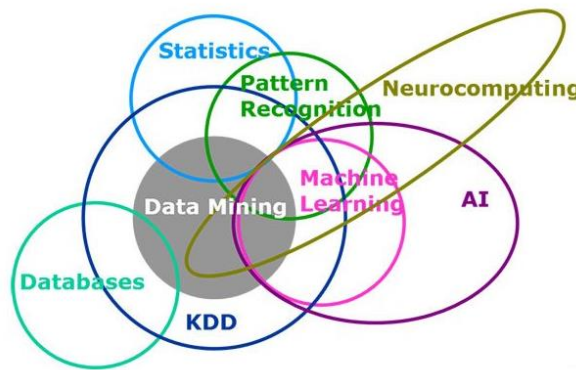 Statistics
Pattern
Recognition
Neurocomputing
Machine
Learning
AI
Data Mining
Databases
KDD